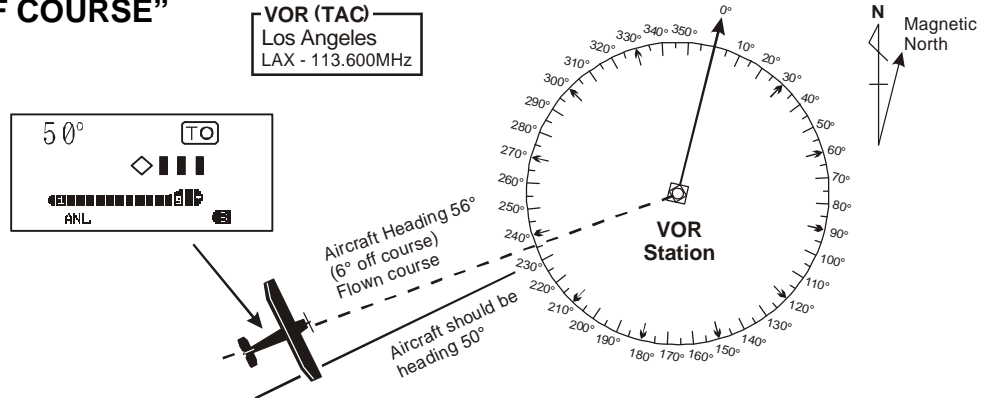 F COURSE”
VOR (TAC)
Los Angeles
LAX - 113.600MHz
N
Magnetic
North
50°
TO
ANL
Aircraft Heading 56°
(6° off course)
Flown course
Aircraft should be
heading 50°
VOR
Station
0°
10°
20°
30°
40°
50°
60°
70°
80°
90°
100°
110°
120°
130°
140°
150°
160°
170°
180°
190°
200°
210°
220°
230°
240°
250°
260°
270°
280°
290°
300°
310°
320°
330°
340°
350°